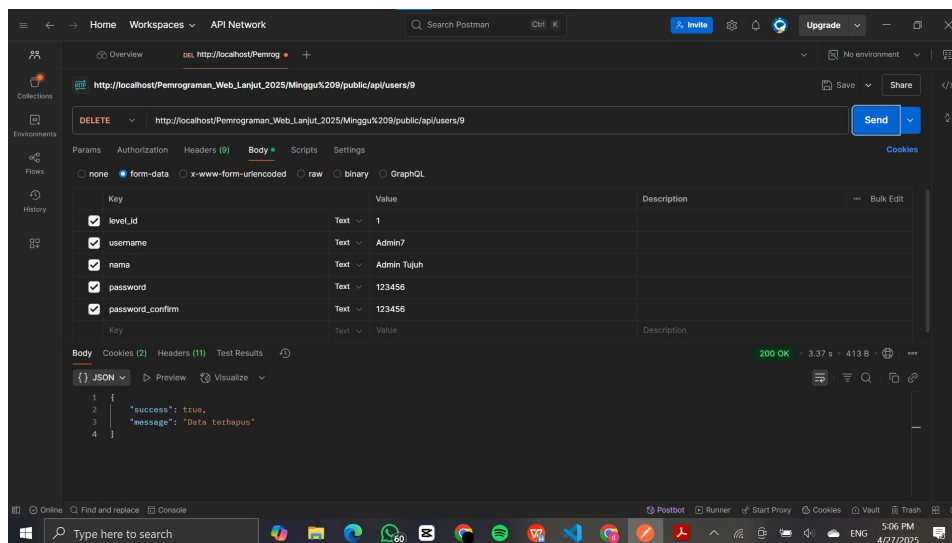 Home Workspaces API Network Search Postman Ctrl K Invite Upgrade
Overview DEL http://localhost/Pemrog No environment
http://localhost/Pemrograman_Web_Lanjut_2025/Minggu%209/public/api/users/9 Save Share
Collections
DELETE http://localhost/Pemrograman_Web_Lanjut_2025/Minggu%209/public/api/users/9 Send
Environments
Params Authorization Headers (9) Body Scripts Settings Cookies
Flows
none form-data x-www-form-urlencoded raw binary GraphQL
History
Key Value Description Bulk Edit
level_id Text 1
username Text Admin7
nama Text Admin Tujuh
password Text 123456
password_confirm Text 123456
Key Text Value Description
Body Cookies (2) Headers (11) Test Results 200 OK 3.37 s 413 B
{} JSON Preview Visualize
1 {
2 "success": true,
3 "message": "Data terhapus"
4 }
Online Find and replace Console Postbot Runner Start Proxy Cookies Vault Trash
Type here to search 60 ENG 5:06 PM
4/27/2025